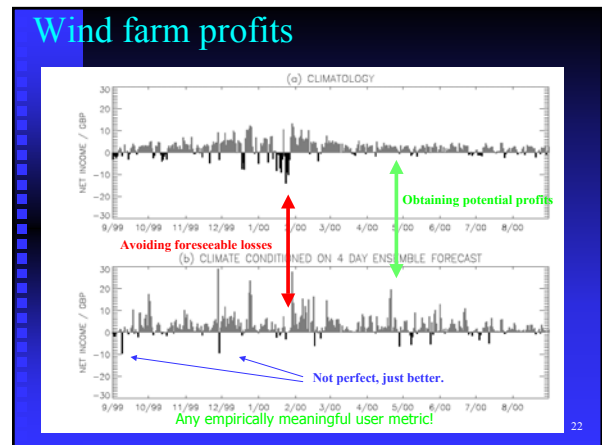 Wind farm profits
(a) CLIMATOLOGY
NET INCOME / GBP
30
20
10
0
-10
-20
-30
9/99 10/99 11/99 12/99 1/00 2/00 3/00 4/00 5/00 6/00 7/00 8/00
Obtaining potential profits
Avoiding foreseeable losses
(b) CLIMATE CONDITIONED ON 4 DAY ENSEMBLE FORECAST
NET INCOME / GBP
30
20
10
0
-10
-20
-30
Not perfect, just better.
9/99 10/99 11/99 12/99 1/00 2/00 3/00 4/00 5/00 6/00 7/00 8/00
Any empirically meaningful user metric!
22